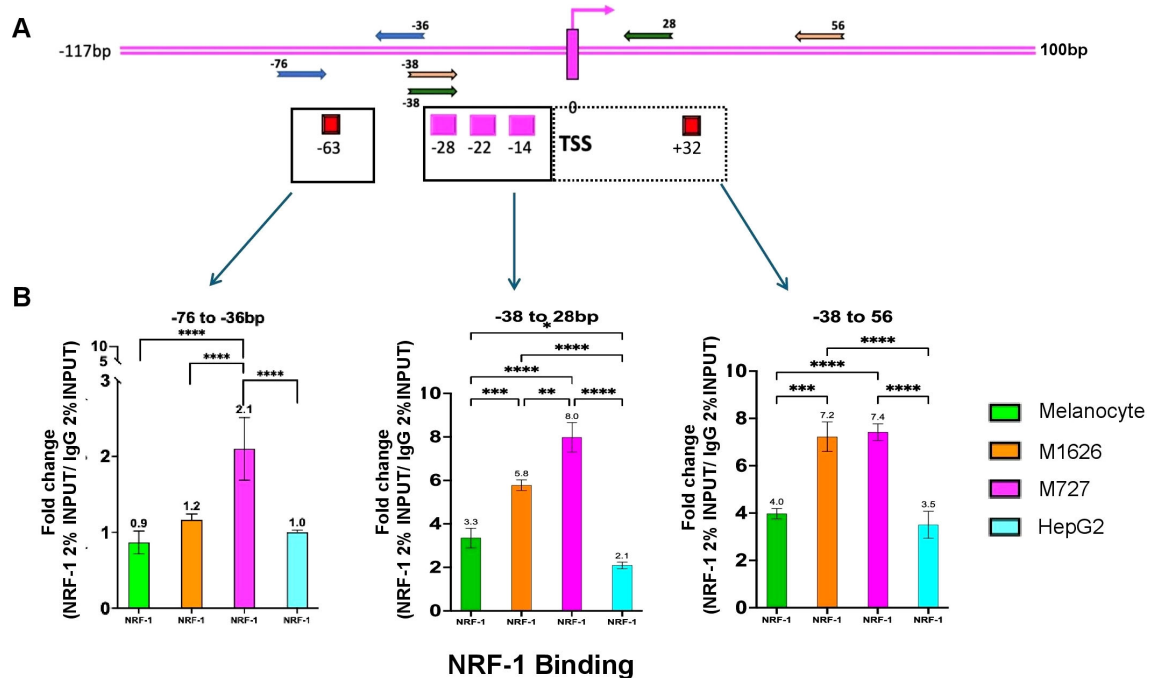 A
-117bp
-36
28
56
100bp
-76
-38
-38
0
-63
-28
-22
-14
TSS
+32
B
-76 to -36bp
****
****
****
Fold change
(NRF-1 2% INPUT/ IgG 2% INPUT)
10
5
3
2
1
0
0.9
1.2
2.1
1.0
NRF-1
NRF-1
NRF-1
NRF-1
-38 to 28bp
*
****
****
***
**
****
Fold change
(NRF-1 2% INPUT/ IgG 2%INPUT)
10
8
6
4
2
0
3.3
5.8
8.0
2.1
NRF-1
NRF-1
NRF-1
NRF-1
-38 to 56
****
****
***
****
Fold change
(NRF-1 2% INPUT/ IgG 2%INPUT)
10
8
6
4
2
0
4.0
7.2
7.4
3.5
NRF-1
NRF-1
NRF-1
NRF-1
Melanocyte
M1626
M727
HepG2
NRF-1 Binding